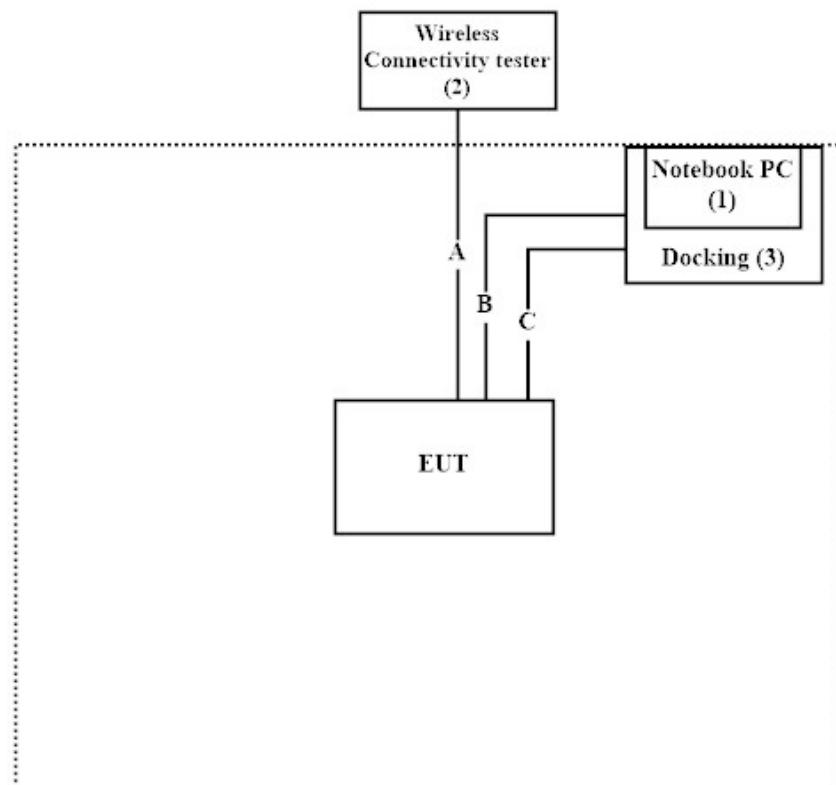 Wireless
Connectivity tester
(2)
Notebook PC
(1)
Docking (3)
A
B
C
EUT